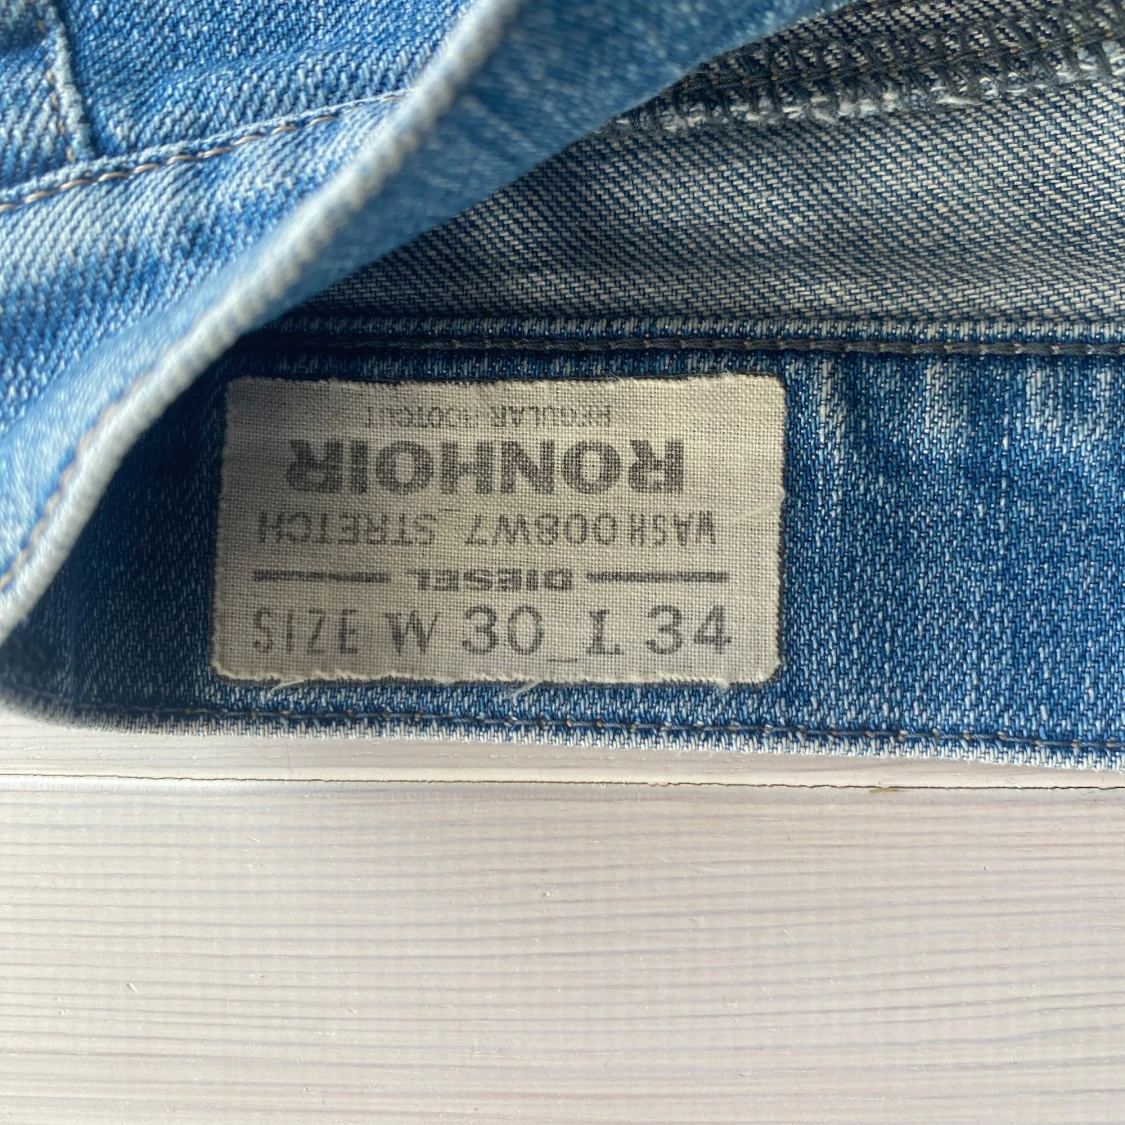 REGULAR BOOTCUT
RONHOIR
WASH 008W7_STRETCH
DIESEL
SIZE W 30_L 34